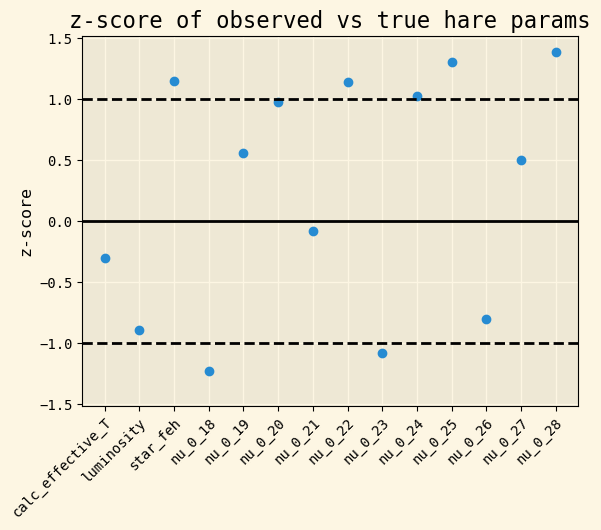 z-score of observed vs true hare params
z-score
1.5
1.0
0.5
0.0
−0.5
−1.0
−1.5
calc_effective_T
luminosity
star_feh
nu_0_18
nu_0_19
nu_0_20
nu_0_21
nu_0_22
nu_0_23
nu_0_24
nu_0_25
nu_0_26
nu_0_27
nu_0_28